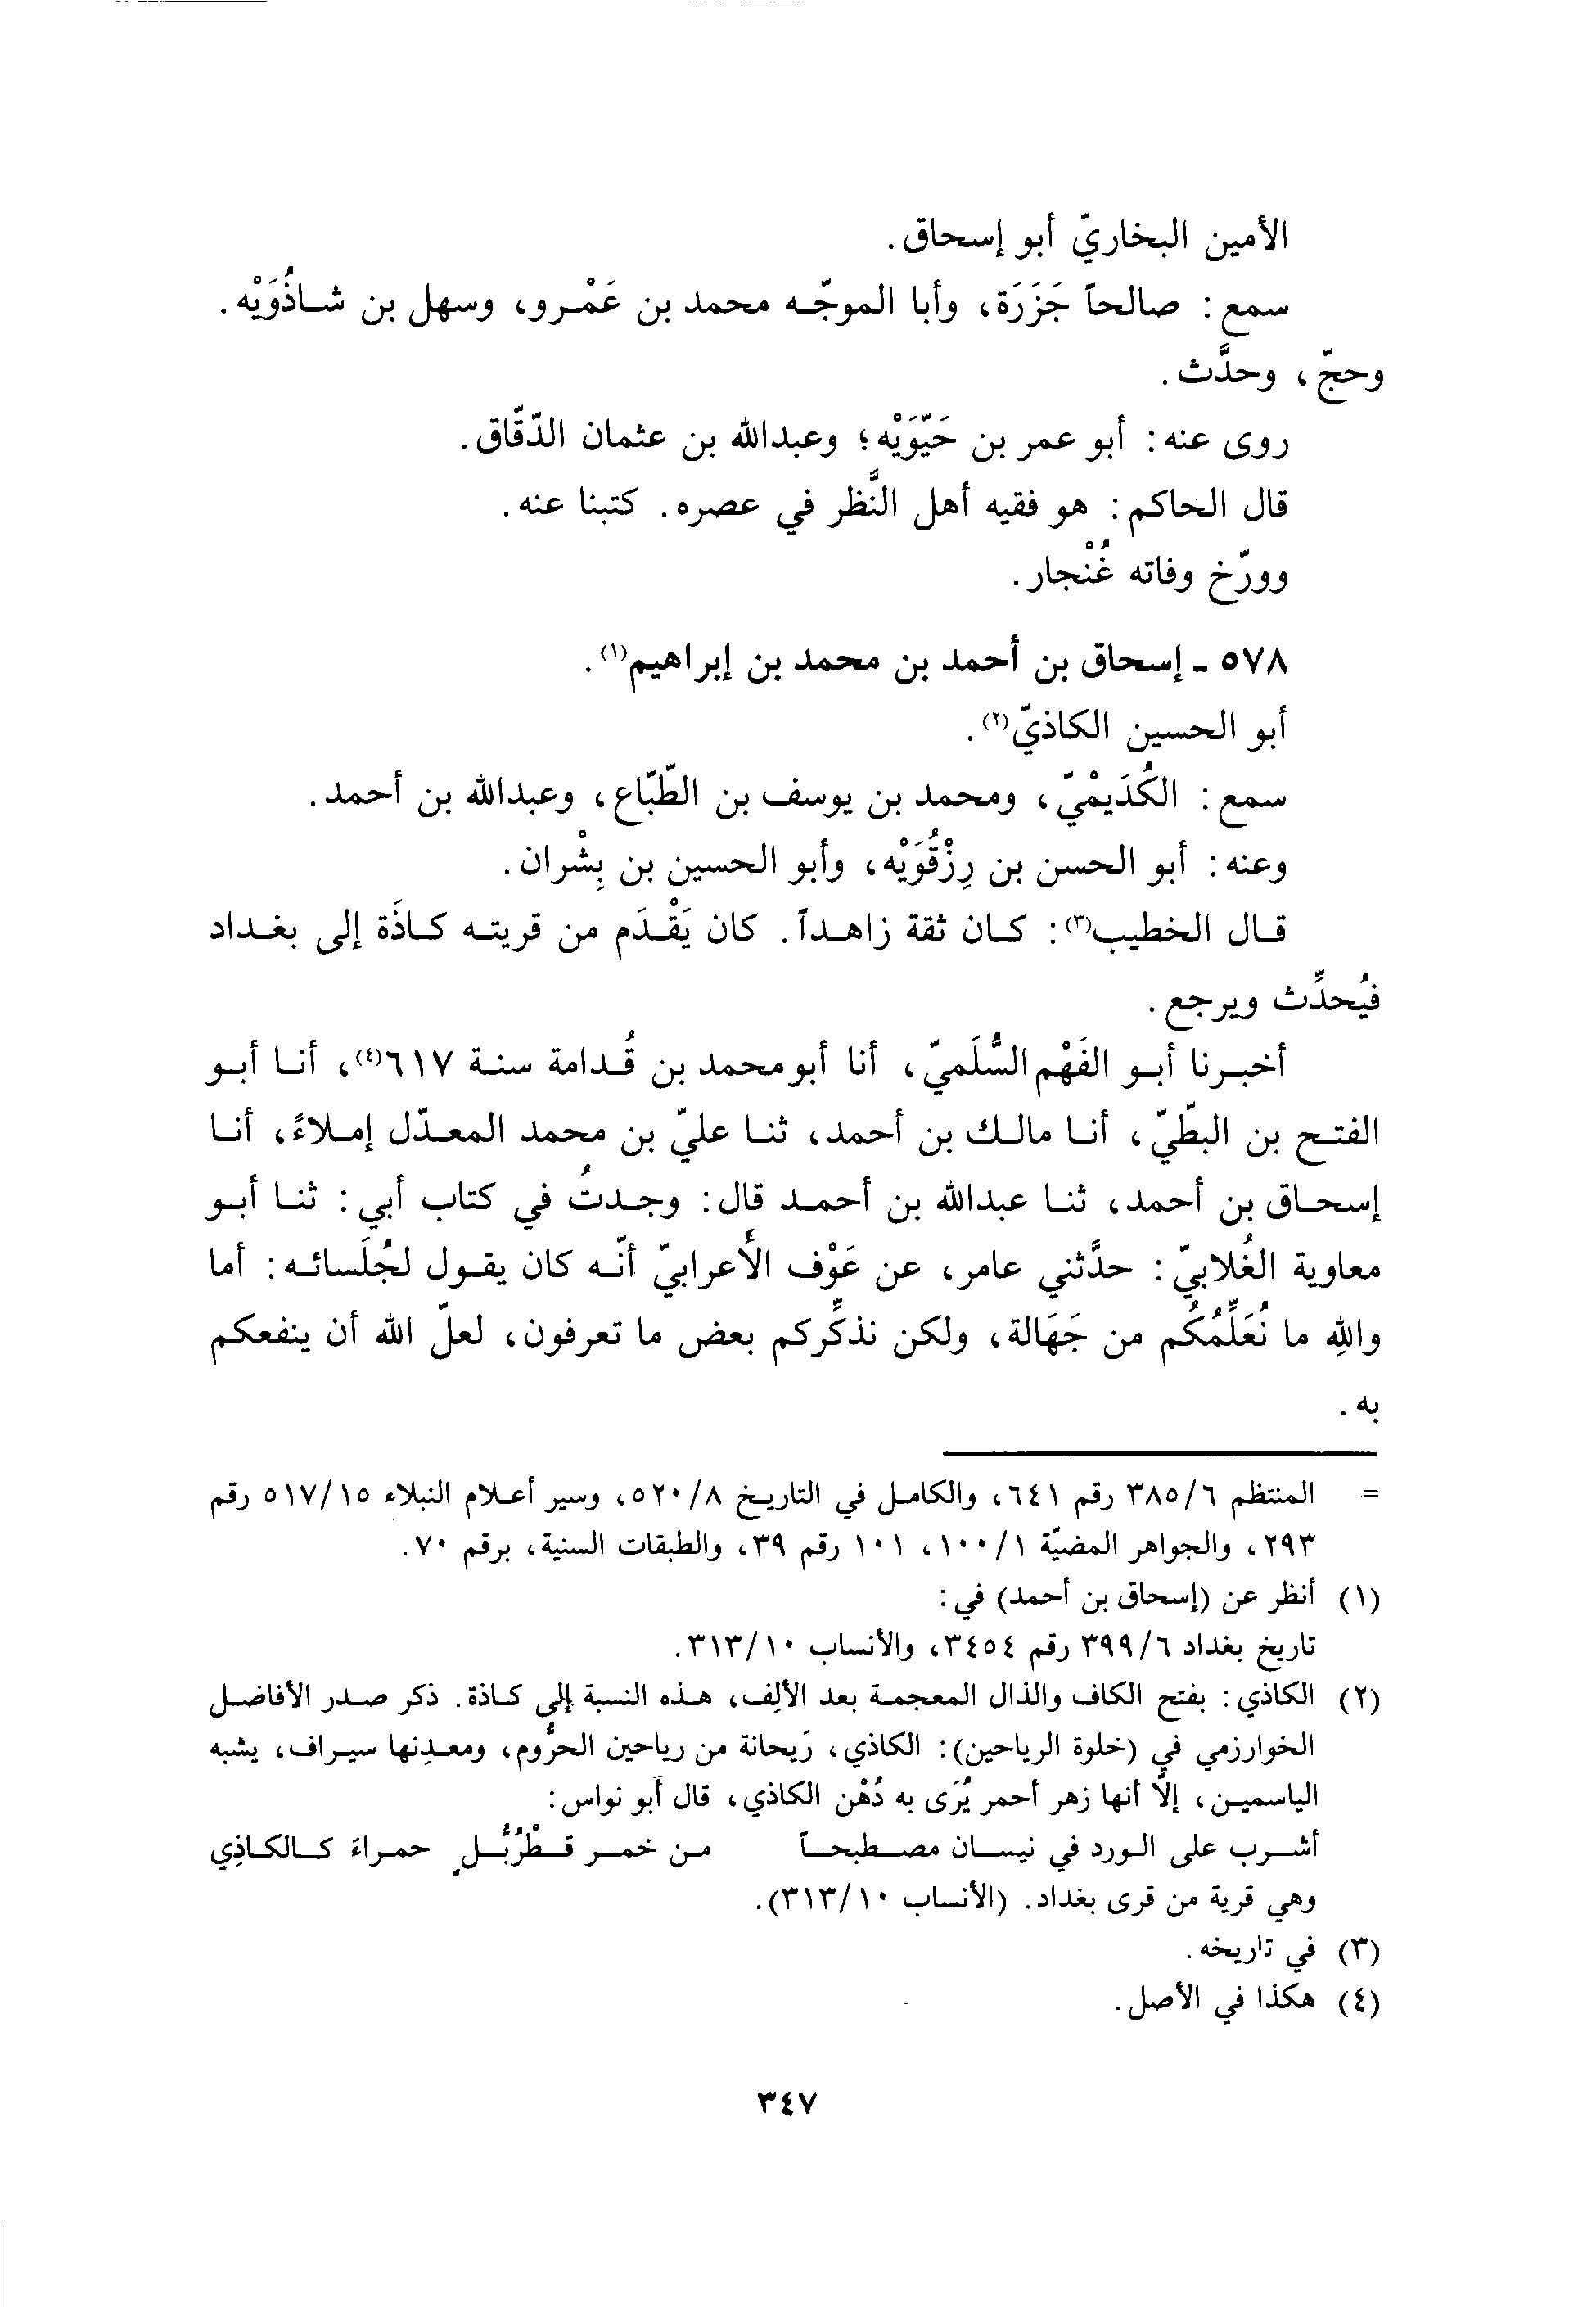 الأمين البخاريّ أبو إسحاق.
سمع: صالحاً جَزَرَة، وأبا الموجّه محمد بن عَمْرو، وسهل بن شاذُوَيْه.
وحجّ، وحدَّث.
روى عنه: أبو عمر بن حَيّوَيْه؛ وعبدالله بن عثمان الدّقّاق.
قال الحاكم: هو فقيه أهل النَّظر في عصره. كتبنا عنه.
وورّخ وفاته غُنْجار.
٥٧٨ - إسحاق بن أحمد بن محمد بن إبراهيم(١).
أبو الحسين الكاذيّ(٢).
سمع: الكُدَيْميّ، ومحمد بن يوسف بن الطّبّاع، وعبدالله بن أحمد.
وعنه: أبو الحسن بن رِزْقُوَيْه، وأبو الحسين بن بِشْران.
قال الخطيب(٣): كان ثقة زاهداً. كان يَقْدَم من قريته كاذَة إلى بغداد
فيُحدِّث ويرجع.
أخبرنا أبو الفَهْم السُّلَميّ، أنا أبو محمد بن قُدامة سنة ٦١٧(٤)، أنا أبو
الفتح بن البطّيّ، أنا مالك بن أحمد، ثنا عليّ بن محمد المعدّل إملاءً، أنا
إسحاق بن أحمد، ثنا عبدالله بن أحمد قال: وجدتُ في كتاب أبي: ثنا أبو
معاوية الغُلابيّ: حدَّثني عامر، عن عَوْف الأَعرابيّ أنّه كان يقول لجُلَسائه: أما
واللهِ ما نُعَلِّمُكُم من جَهَالة، ولكن نذكِّركم بعض ما تعرفون، لعلّ الله أن ينفعكم
به.
= المنتظم ٣٨٥/٦ رقم ٦٤١، والكامل في التاريخ ٥٢٠/٨، وسير أعلام النبلاء ٥١٧/١٥ رقم
٢٩٣، والجواهر المضيّة ١٠٠/١، ١٠١ رقم ٣٩، والطبقات السنية، برقم ٧٠.
(١) أنظر عن (إسحاق بن أحمد) في:
تاريخ بغداد ٣٩٩/٦ رقم ٣٤٥٤، والأنساب ٣١٣/١٠.
(٢) الكاذي: بفتح الكاف والذال المعجمة بعد الألِف، هذه النسبة إلى كاذة. ذكر صدر الأفاضل
الخوارزمي في (خلوة الرياحين): الكاذي، رَيحانة من رياحين الحرُّوم، ومعدِنها سيراف، يشبه
الياسمين، إلّا أنها زهر أحمر يُرَى به دُهْن الكاذي، قال أبو نواس:
أشرب على الورد في نيسان مصطبحاً من خمر قطْرُبُّلٍ حمراءَ كالكاذِي
وهي قرية من قرى بغداد. (الأنساب ٣١٣/١٠).
(٣) في تاريخه.
(٤) هكذا في الأصل.
٣٤٧